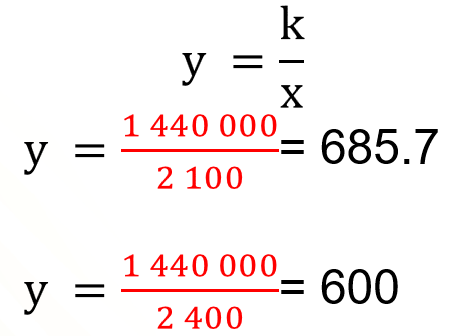 y = k/x
y = 1 440 000/2 100 = 685.7
y = 1 440 000/2 400 = 600